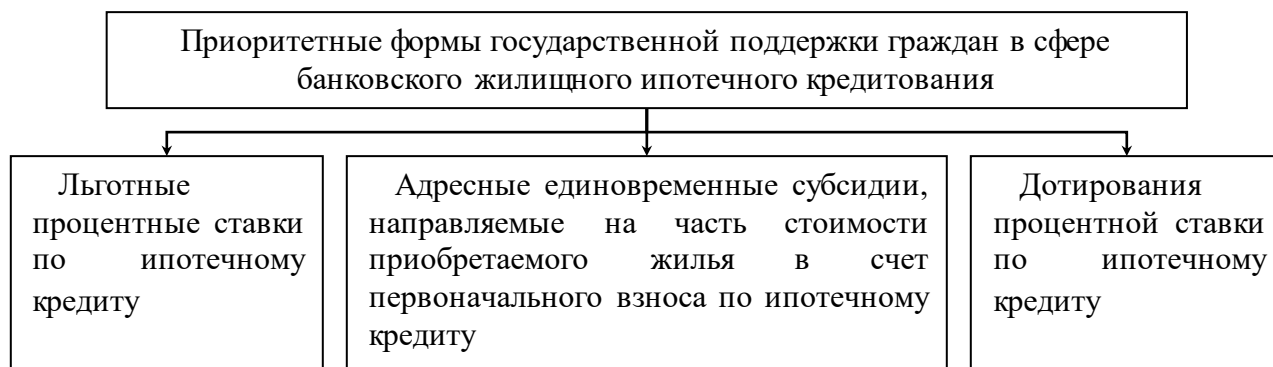 Приоритетные формы государственной поддержки граждан в сфере
банковского жилищного ипотечного кредитования
Льготные
процентные ставки
по ипотечному
кредиту
Адресные единовременные субсидии,
направляемые на часть стоимости
приобретаемого жилья в счет
первоначального взноса по ипотечному
кредиту
Дотирования
процентной ставки
по ипотечному
кредиту